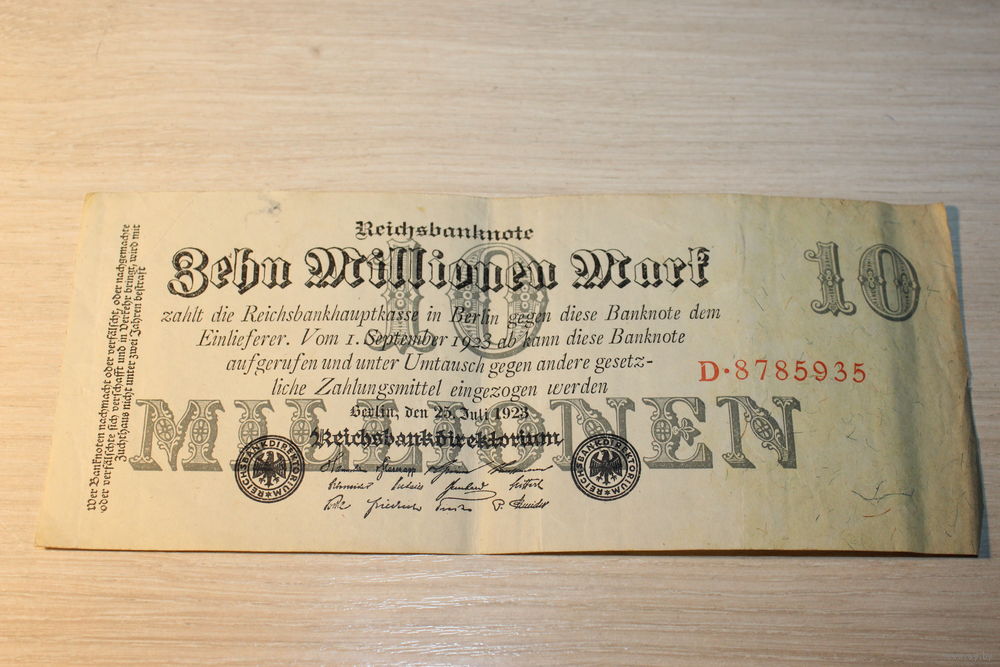 Reichsbanknote
10
Zehn Millionen Mark
10
zahlt die Reichsbankhauptkasse in Berlin gegen diese Banknote dem
Einlieferer. Vom 1. September 1923 ab kann diese Banknote
aufgerufen und unter Umtausch gegen andere gesetz-
liche Zahlungsmittel eingezogen werden
D·8785935
MILLIONEN
Berlin, den 25. Juli 1923
Reichsbankdirektorium
REICHSBANKDIREKTORIUM
REICHSBANKDIREKTORIUM
Wer Banknoten nachmacht oder verfälscht, oder nachgemachte
oder verfälschte sich verschafft und in Verkehr bringt, wird mit
Zuchthaus nicht unter zwei Jahren bestraft